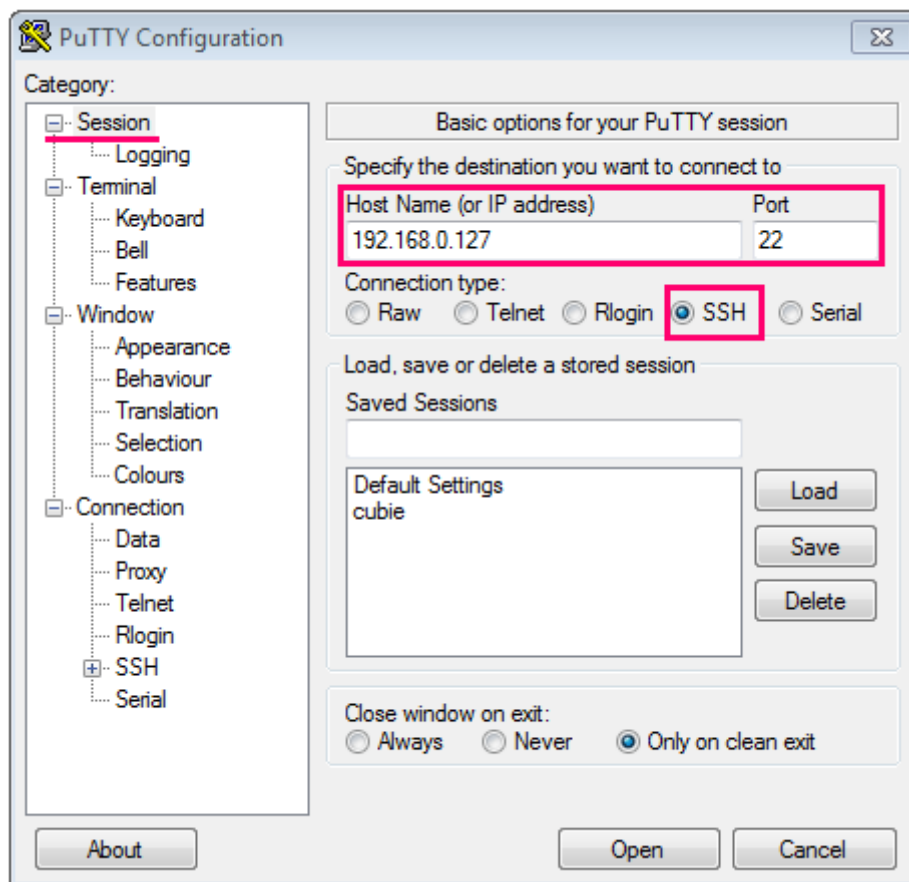 PuTTY Configuration
Category:
Session
Logging
Terminal
Keyboard
Bell
Features
Window
Appearance
Behaviour
Translation
Selection
Colours
Connection
Data
Proxy
Telnet
Rlogin
SSH
Serial
Basic options for your PuTTY session
Specify the destination you want to connect to
Host Name (or IP address) Port
192.168.0.127 22
Connection type:
Raw Telnet Rlogin SSH Serial
Load, save or delete a stored session
Saved Sessions
Default Settings
cubie
Load
Save
Delete
Close window on exit:
Always Never Only on clean exit
About Open Cancel